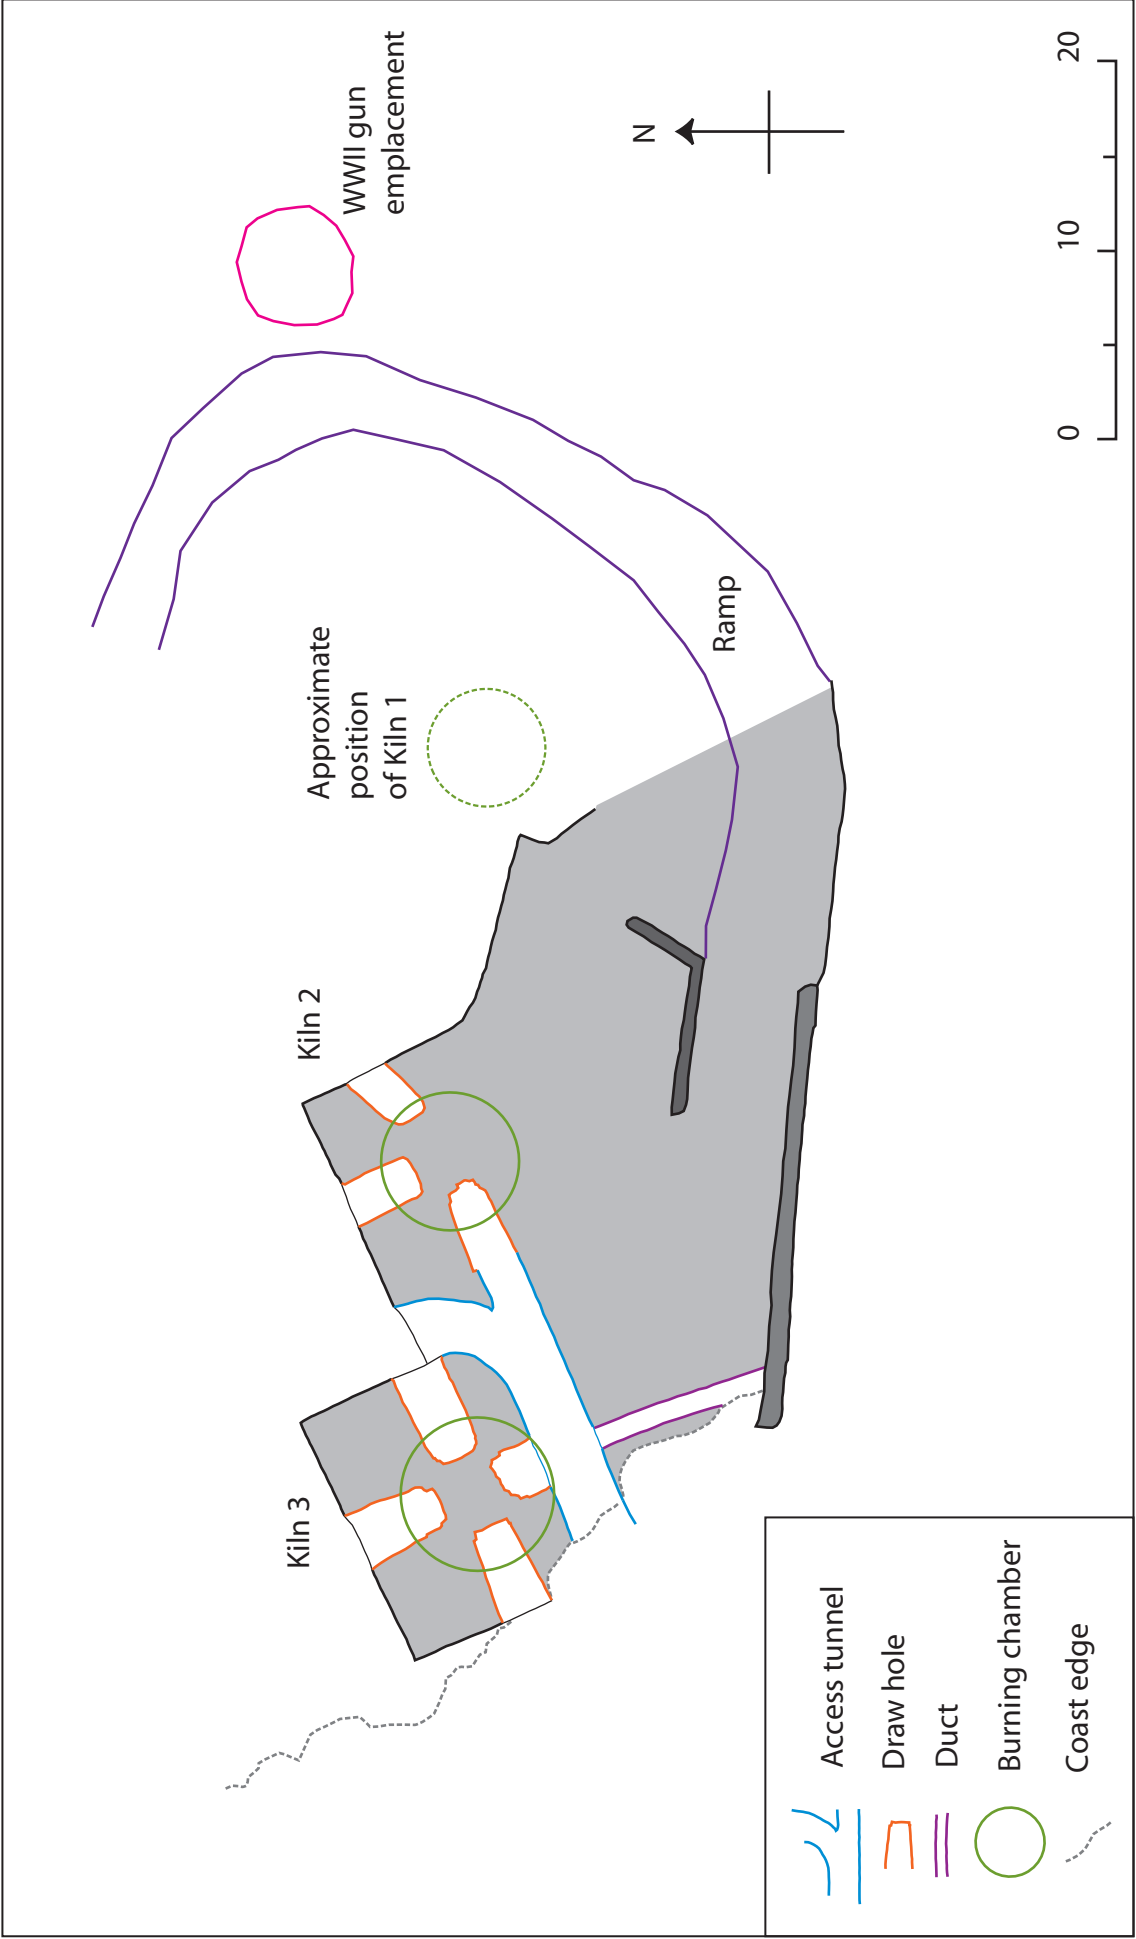 Kiln 3
Kiln 2
Approximate
position
of Kiln 1
WWII gun
emplacement
Ramp
N
Access tunnel
Draw hole
Duct
Burning chamber
Coast edge
0
10
20